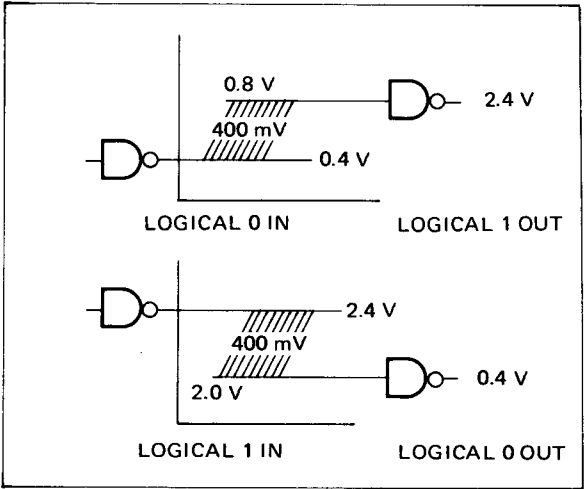 0.8 V
2.4 V
400 mV
0.4 V
LOGICAL 0 IN
LOGICAL 1 OUT
2.4 V
400 mV
2.0 V
0.4 V
LOGICAL 1 IN
LOGICAL 0 OUT